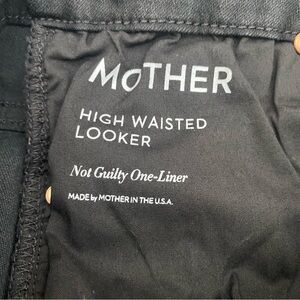 MOTHER
HIGH WAISTED
LOOKER
Not Guilty One-Liner
MADE by MOTHER IN THE U.S.A.